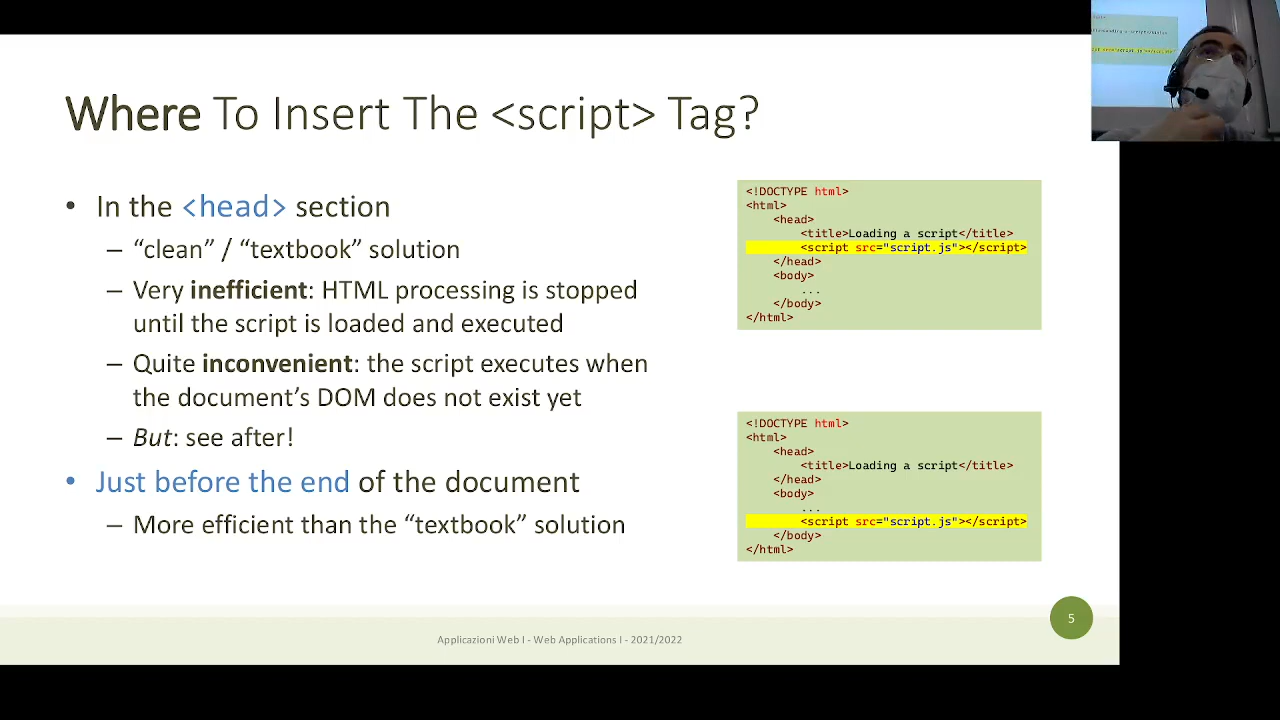 Where To Insert The <script> Tag?
• In the <head> section
– “clean” / “textbook” solution
– Very inefficient: HTML processing is stopped
until the script is loaded and executed
– Quite inconvenient: the script executes when
the document’s DOM does not exist yet
– But: see after!
• Just before the end of the document
– More efficient than the “textbook” solution
<!DOCTYPE html>
<html>
<head>
<title>Loading a script</title>
<script src="script.js"></script>
</head>
<body>
...
</body>
</html>
<!DOCTYPE html>
<html>
<head>
<title>Loading a script</title>
</head>
<body>
...
<script src="script.js"></script>
</body>
</html>
Applicazioni Web I - Web Applications I - 2021/2022
5